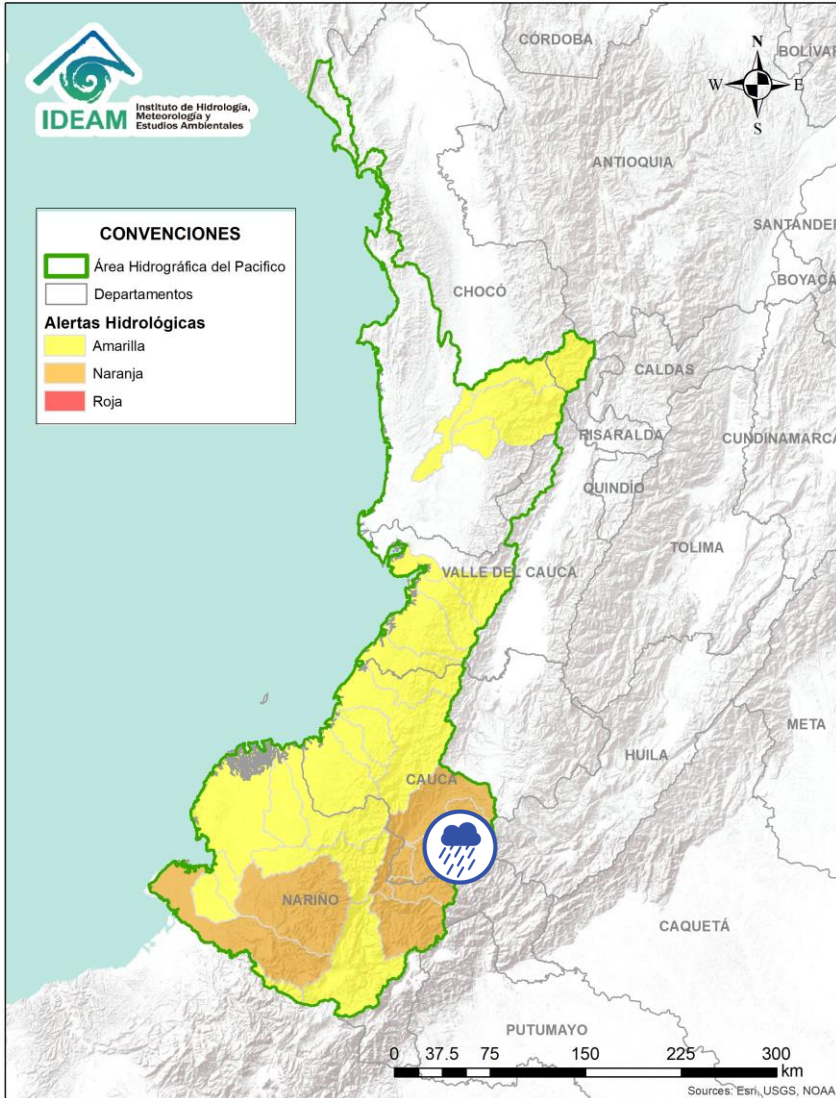 IDEAM
Instituto de Hidrología,
Meteorología y
Estudios Ambientales
CÓRDOBA
BOLÍVAR
N
W
E
S
ANTIOQUIA
SANTANDER
BOYACÁ
CONVENCIONES
Área Hidrográfica del Pacifico
Departamentos
Alertas Hidrológicas
Amarilla
Naranja
Roja
CHOCÓ
CALDAS
RISARALDA
CUNDINAMARCA
QUINDÍO
TOLIMA
VALLE DEL CAUCA
META
HUILA
CAUCA
NARIÑO
CAQUETÁ
PUTUMAYO
0 37.5 75 150 225 300
km
Sources: Esri, USGS, NOAA